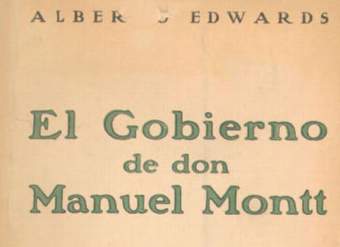 EDWARDS
El Gobierno
de don
Manuel Montt